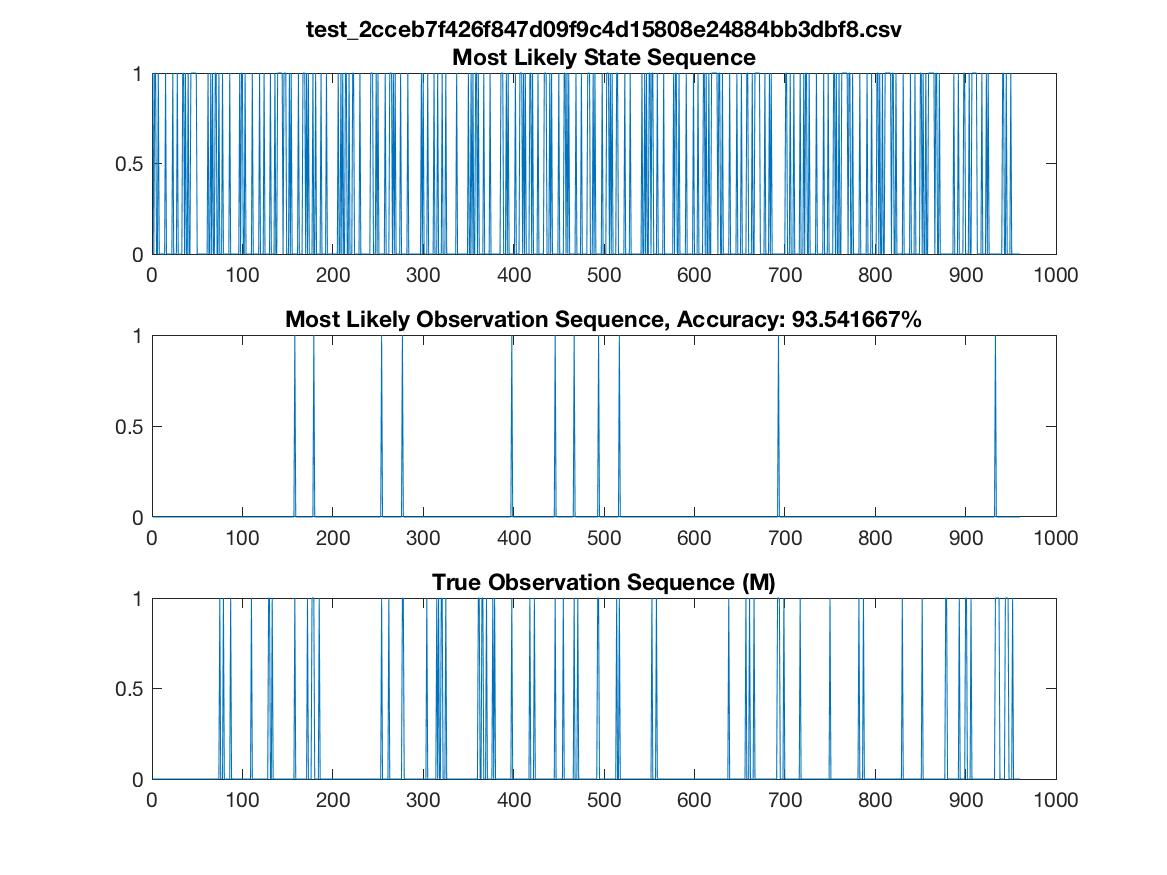 test_2cceb7f426f847d09f9c4d15808e24884bb3dbf8.csv
Most Likely State Sequence
1
0.5
0
0 100 200 300 400 500 600 700 800 900 1000
Most Likely Observation Sequence, Accuracy: 93.541667%
1
0.5
0
0 100 200 300 400 500 600 700 800 900 1000
True Observation Sequence (M)
1
0.5
0
0 100 200 300 400 500 600 700 800 900 1000